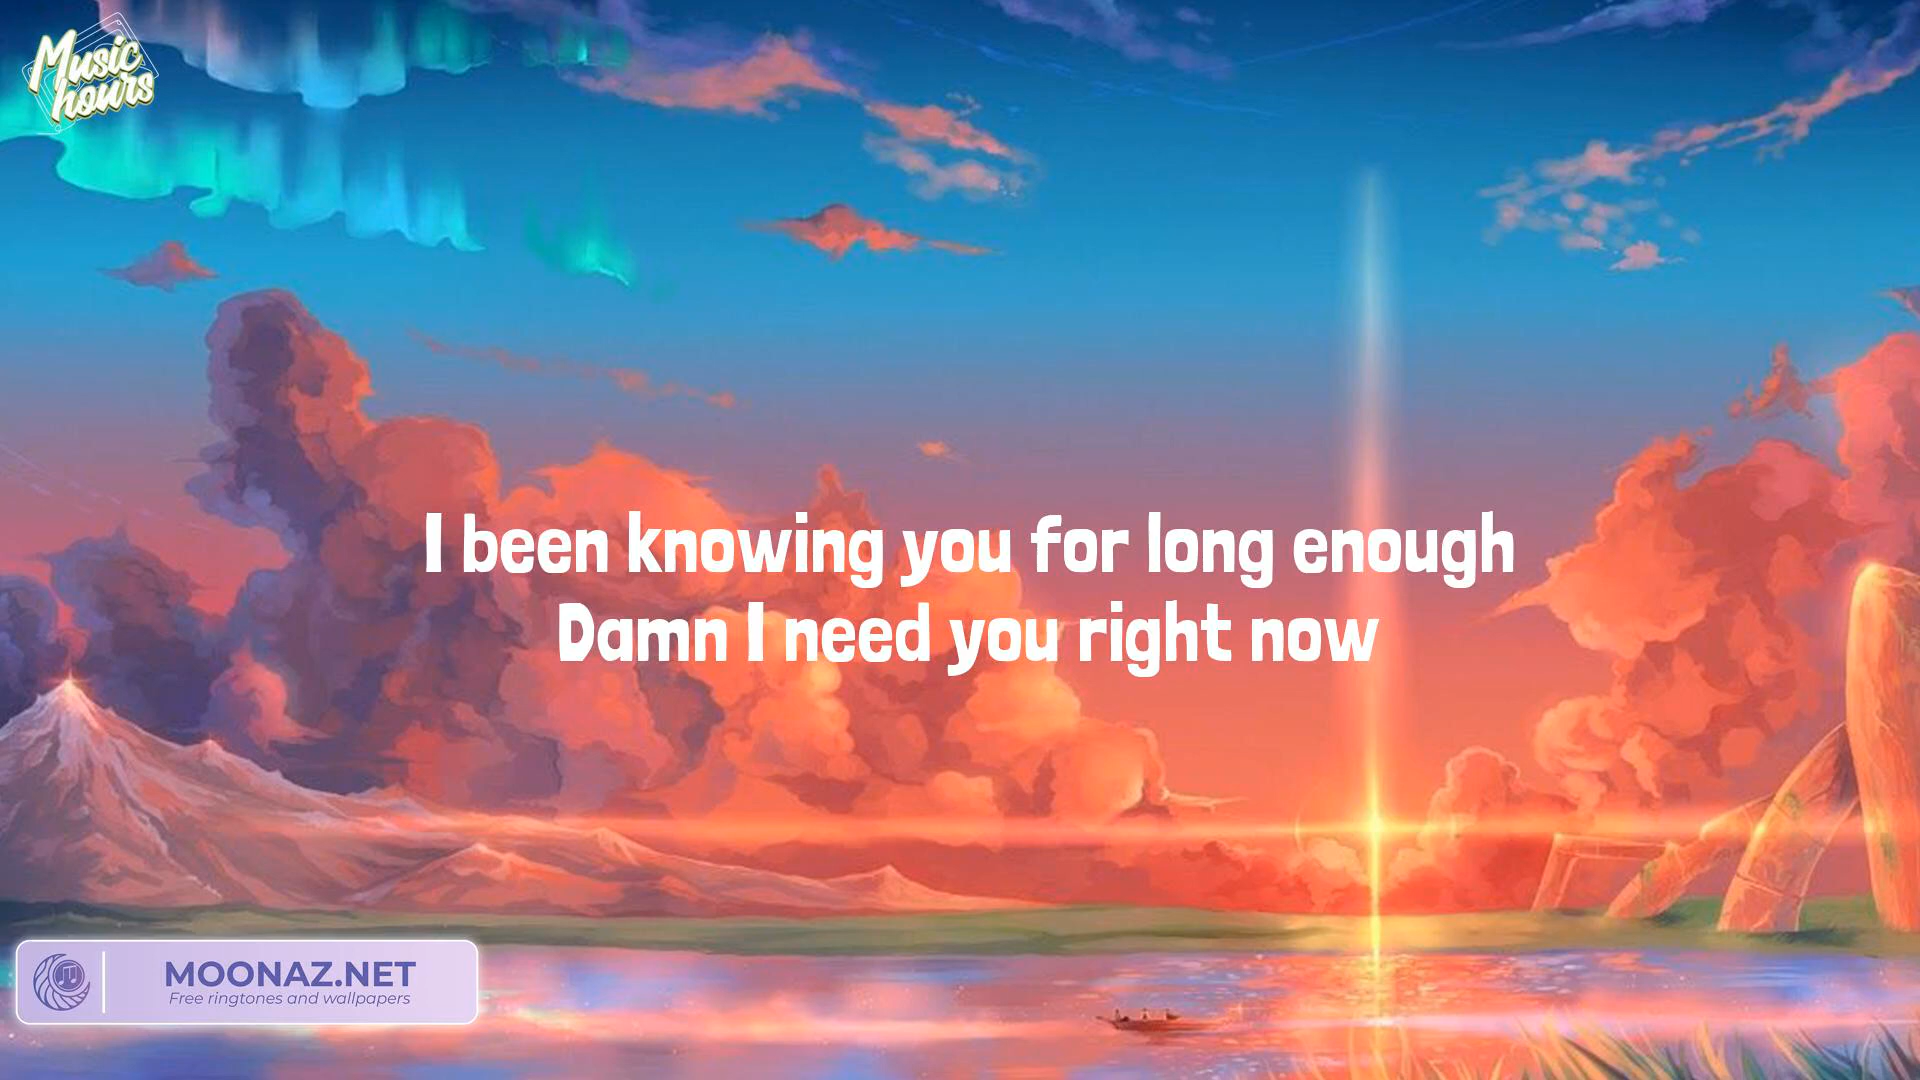 Music
hours
I been knowing you for long enough
Damn I need you right now
MOONAZ.NET
Free ringtones and wallpapers